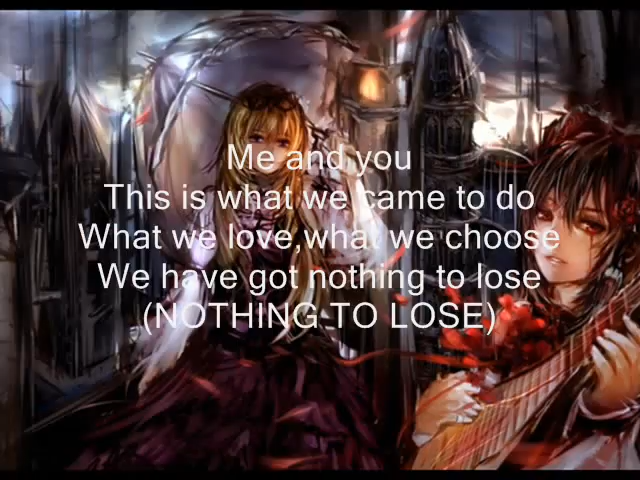 Me and you
This is what we came to do
What we love,what we choose
We have got nothing to lose
(NOTHING TO LOSE)